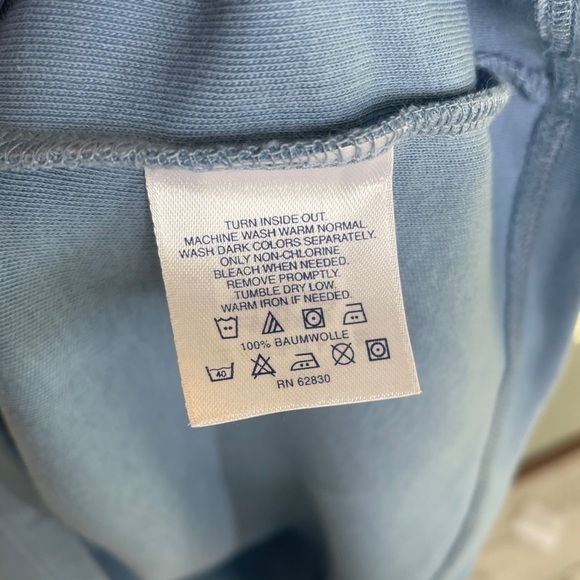 TURN INSIDE OUT.
MACHINE WASH WARM NORMAL.
WASH DARK COLORS SEPARATELY.
ONLY NON-CHLORINE
BLEACH WHEN NEEDED.
REMOVE PROMPTLY.
TUMBLE DRY LOW.
WARM IRON IF NEEDED.
100% BAUMWOLLE
40
RN 62830